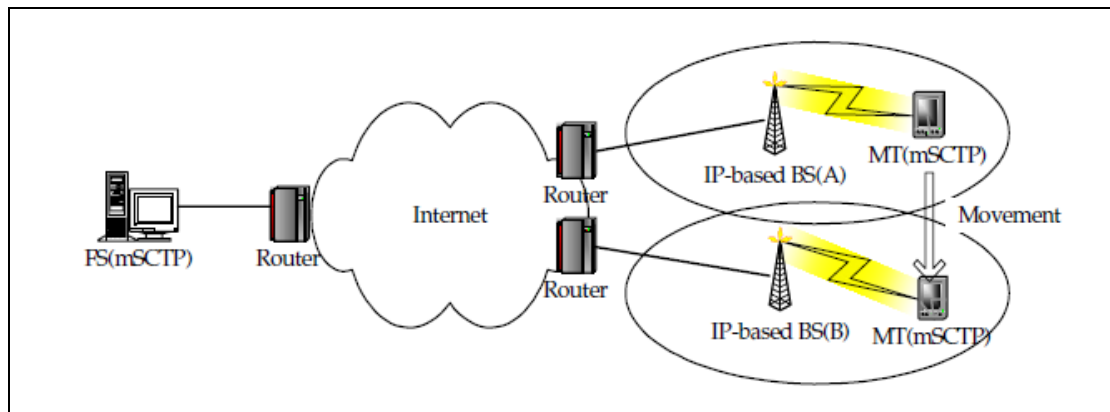 FS(mSCTP)
Router
Internet
Router
Router
IP-based BS(A)
MT(mSCTP)
Movement
IP-based BS(B)
MT(mSCTP)